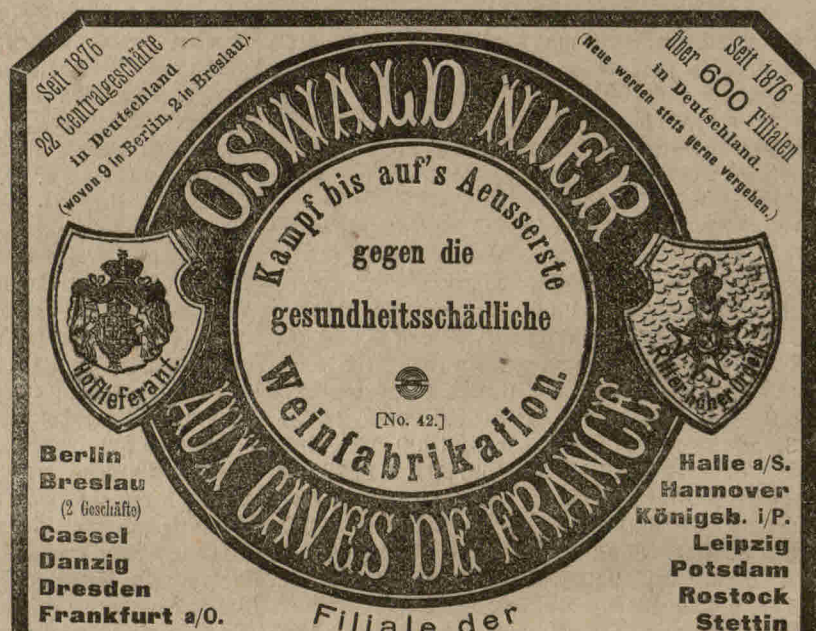 Seit 1876
22 Centralgeschäfte
in Deutschland
(wovon 9 in Berlin, 2 in Breslau).
Seit 1876
über 600 Filialen
in Deutschland.
(Neue werden stets gerne vergeben.)
OSWALD NIER
Kampf bis auf's Aeusserste
gegen die
gesundheitsschädliche
[No. 42.]
Weinfabrikation.
AUX CAVES DE FRANCE
Hoflieferant.
Ritter hoher Orden
Berlin
Breslau
(2 Geschäfte)
Cassel
Danzig
Dresden
Frankfurt a/O.
Halle a/S.
Hannover
Königsb. i/P.
Leipzig
Potsdam
Rostock
Stettin
Filiale der